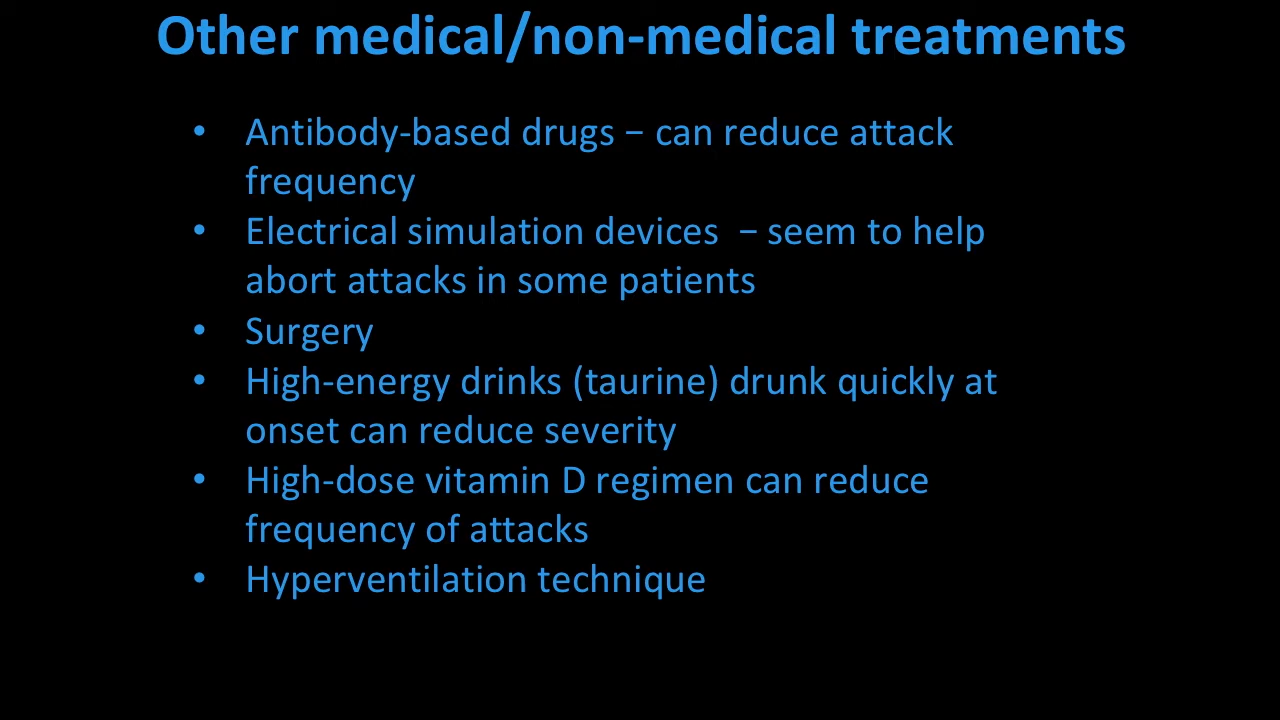 Other medical/non-medical treatments
• Antibody-based drugs − can reduce attack
frequency
• Electrical simulation devices  − seem to help
abort attacks in some patients
• Surgery
• High-energy drinks (taurine) drunk quickly at
onset can reduce severity
• High-dose vitamin D regimen can reduce
frequency of attacks
• Hyperventilation technique